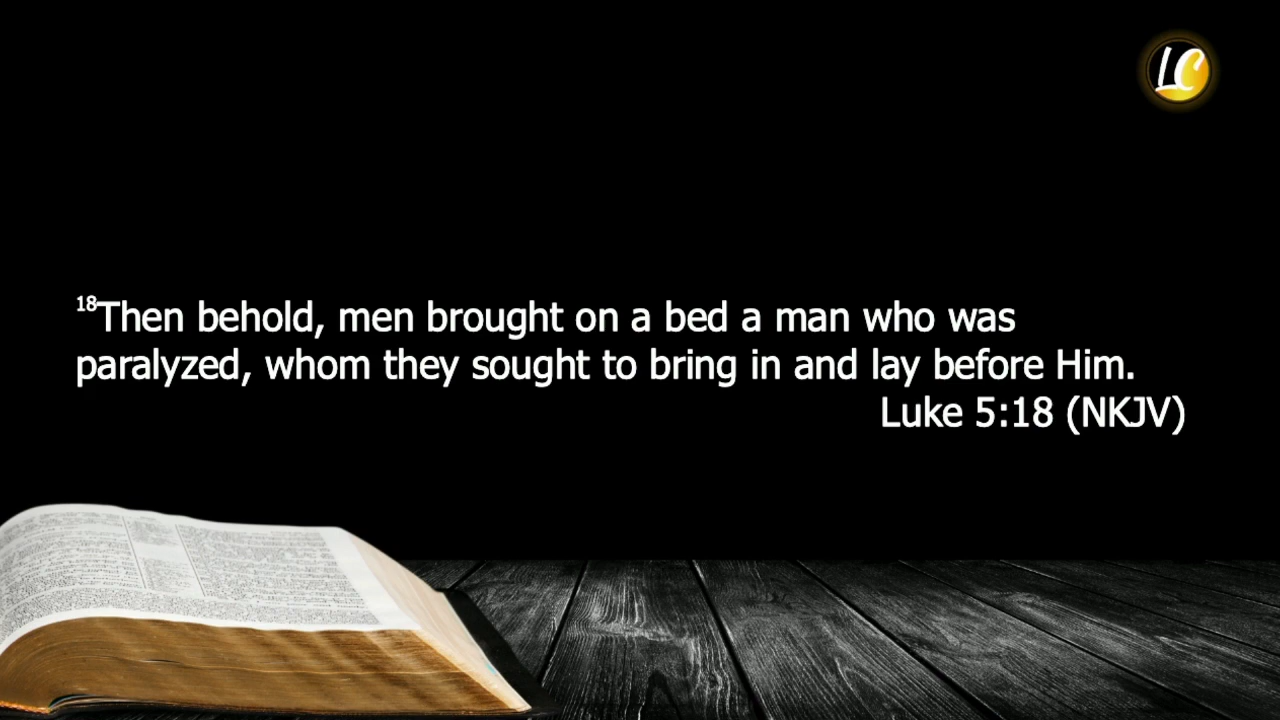 LC
18Then behold, men brought on a bed a man who was
paralyzed, whom they sought to bring in and lay before Him.
Luke 5:18 (NKJV)